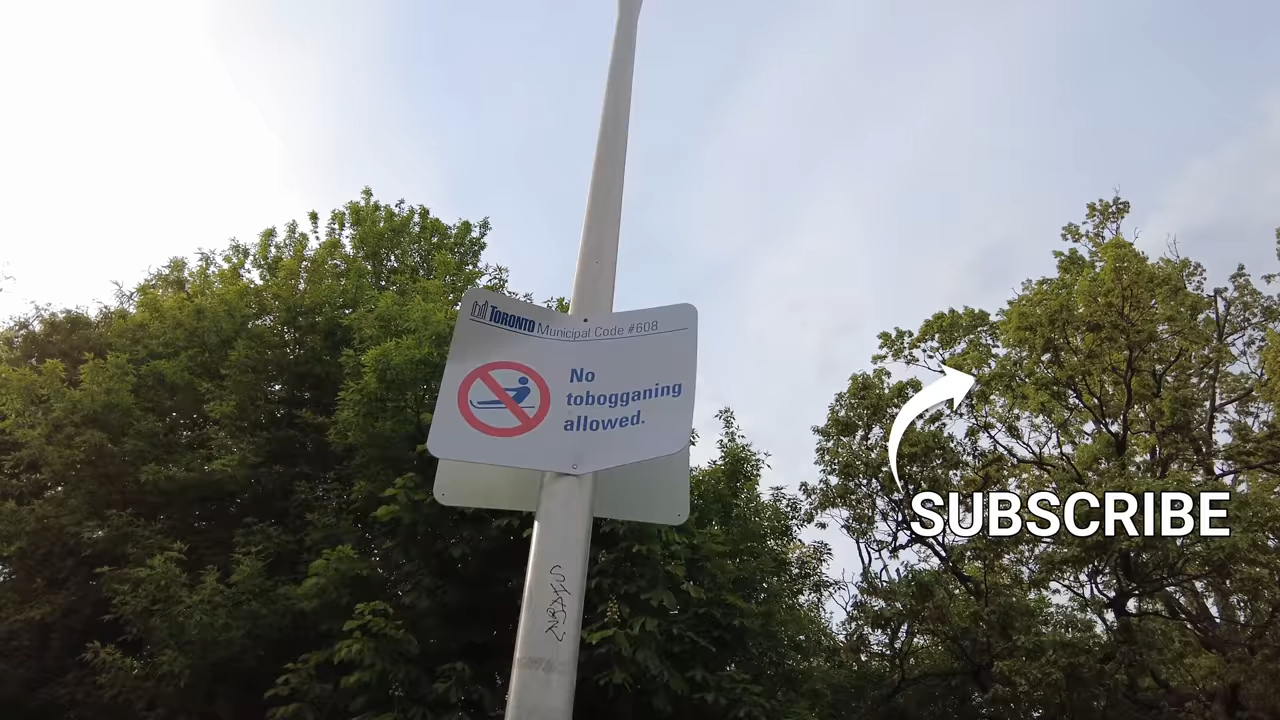 TORONTO Municipal Code #608
No
tobogganing
allowed.
SUBSCRIBE